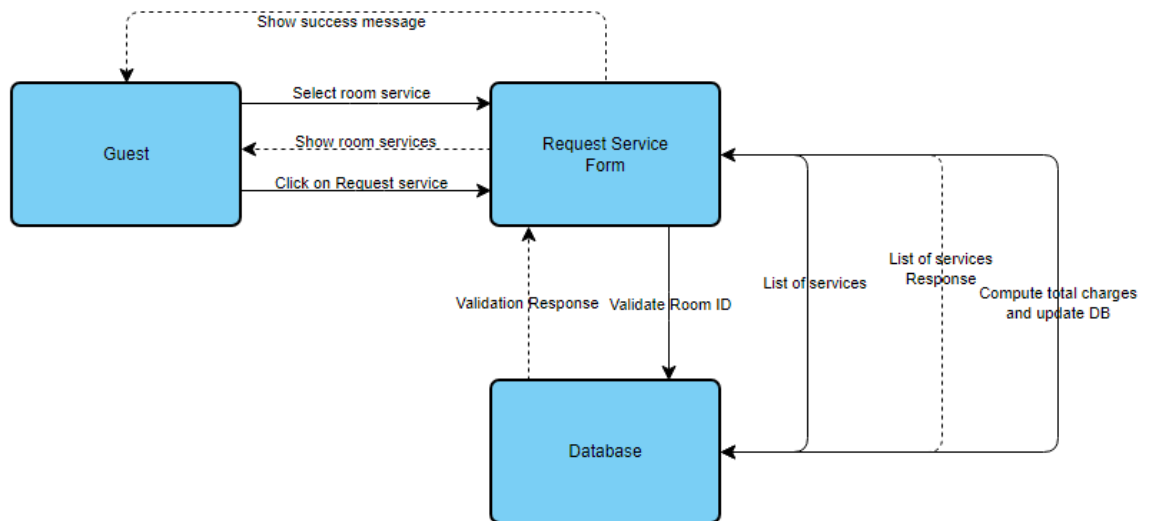 Show success message
Select room service
Guest
Show room services
Request Service
Form
Click on Request service
List of services
Response
List of services
Compute total charges
and update DB
Validation Response
Validate Room ID
Database